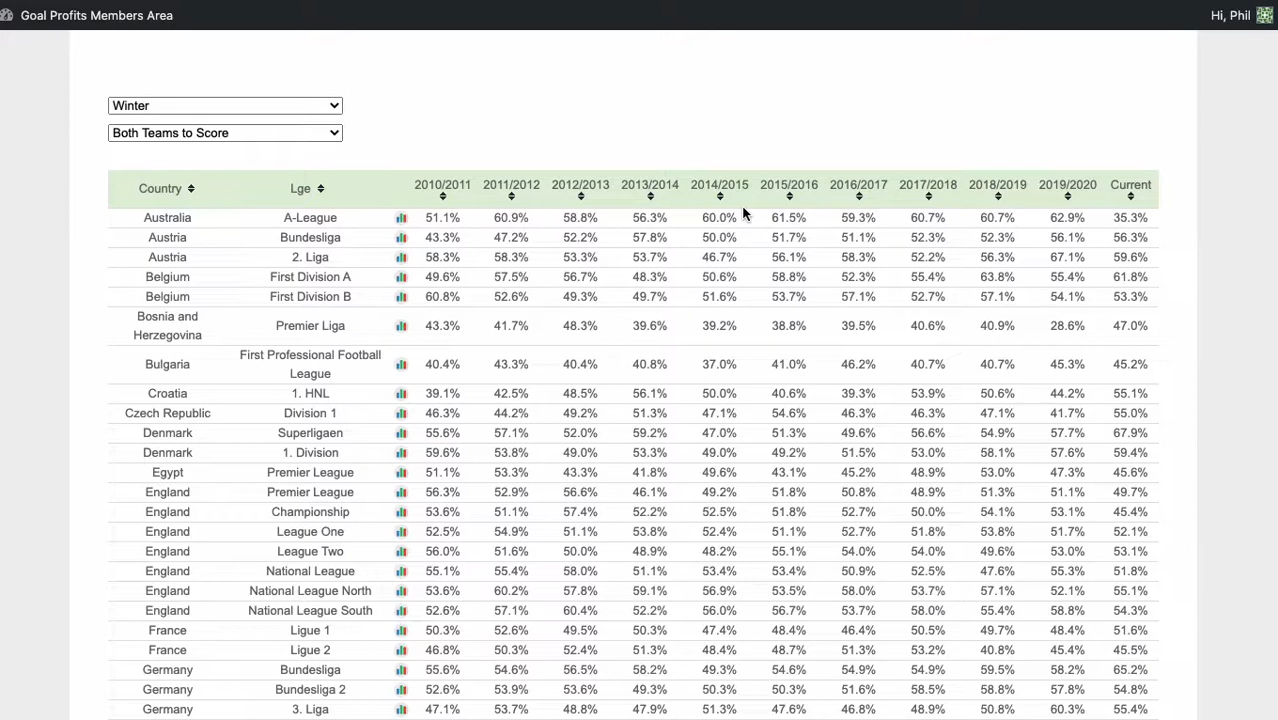 Goal Profits Members Area Hi, Phil
Winter
Both Teams to Score
Country Lge 2010/2011 2011/2012 2012/2013 2013/2014 2014/2015 2015/2016 2016/2017 2017/2018 2018/2019 2019/2020 Current
Australia A-League 51.1% 60.9% 58.8% 56.3% 60.0% 61.5% 59.3% 60.7% 60.7% 62.9% 35.3%
Austria Bundesliga 43.3% 47.2% 52.2% 57.8% 50.0% 51.7% 51.1% 52.3% 52.3% 56.1% 56.3%
Austria 2. Liga 58.3% 58.3% 53.3% 53.7% 46.7% 56.1% 58.3% 52.2% 56.3% 67.1% 59.6%
Belgium First Division A 49.6% 57.5% 56.7% 48.3% 50.6% 58.8% 52.3% 55.4% 63.8% 55.4% 61.8%
Belgium First Division B 60.8% 52.6% 49.3% 49.7% 51.6% 53.7% 57.1% 52.7% 57.1% 54.1% 53.3%
Bosnia and
Herzegovina Premier Liga 43.3% 41.7% 48.3% 39.6% 39.2% 38.8% 39.5% 40.6% 40.9% 28.6% 47.0%
Bulgaria First Professional Football
League 40.4% 43.3% 40.4% 40.8% 37.0% 41.0% 46.2% 40.7% 40.7% 45.3% 45.2%
Croatia 1. HNL 39.1% 42.5% 48.5% 56.1% 50.0% 40.6% 39.3% 53.9% 50.6% 44.2% 55.1%
Czech Republic Division 1 46.3% 44.2% 49.2% 51.3% 47.1% 54.6% 46.3% 46.3% 47.1% 41.7% 55.0%
Denmark Superligaen 55.6% 57.1% 52.0% 59.2% 47.0% 51.3% 49.6% 56.6% 54.9% 57.7% 67.9%
Denmark 1. Division 59.6% 53.8% 49.0% 53.3% 49.0% 49.2% 51.5% 53.0% 58.1% 57.6% 59.4%
Egypt Premier League 51.1% 53.3% 43.3% 41.8% 49.6% 43.1% 45.2% 48.9% 53.0% 47.3% 45.6%
England Premier League 56.3% 52.9% 56.6% 46.1% 49.2% 51.8% 50.8% 48.9% 51.3% 51.1% 49.7%
England Championship 53.6% 51.1% 57.4% 52.2% 52.5% 51.8% 52.7% 50.0% 54.1% 53.1% 45.4%
England League One 52.5% 54.9% 51.1% 53.8% 52.4% 51.1% 52.7% 51.8% 53.8% 51.7% 52.1%
England League Two 56.0% 51.6% 50.0% 48.9% 48.2% 55.1% 54.0% 54.0% 49.6% 53.0% 53.1%
England National League 55.1% 55.4% 58.0% 51.1% 53.4% 53.4% 50.9% 52.5% 47.6% 55.3% 51.8%
England National League North 53.6% 60.2% 57.8% 59.1% 56.9% 53.5% 58.0% 53.7% 57.1% 52.1% 55.1%
England National League South 52.6% 57.1% 60.4% 52.2% 56.0% 56.7% 53.7% 58.0% 55.4% 58.8% 54.3%
France Ligue 1 50.3% 52.6% 49.5% 50.3% 47.4% 48.4% 46.4% 50.5% 49.7% 48.4% 51.6%
France Ligue 2 46.8% 50.3% 52.4% 51.3% 48.4% 48.7% 51.3% 53.2% 40.8% 45.4% 45.5%
Germany Bundesliga 55.6% 54.6% 56.5% 58.2% 49.3% 54.6% 54.9% 54.9% 59.5% 58.2% 65.2%
Germany Bundesliga 2 52.6% 53.9% 53.6% 49.3% 50.3% 50.3% 51.6% 58.5% 58.8% 57.8% 54.8%
Germany 3. Liga 47.1% 53.7% 48.8% 47.9% 51.3% 47.6% 46.8% 48.9% 50.8% 60.3% 55.4%